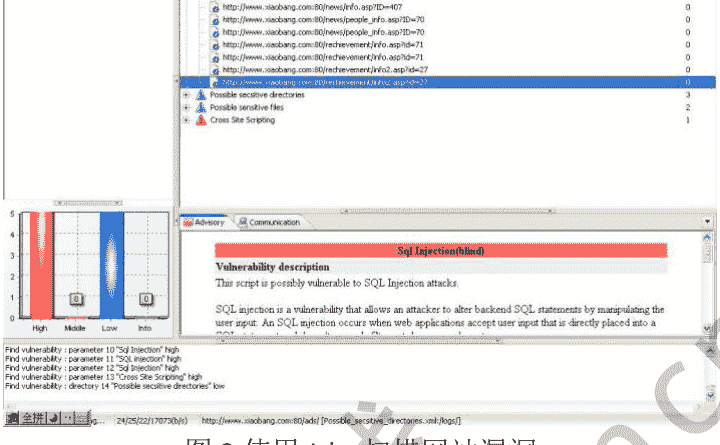 http://www.xiaobang.com:80/news/info.asp?ID=407 0
http://www.xiaobang.com:80/news/people_info.asp?ID=70 0
http://www.xiaobang.com:80/news/people_info.asp?ID=70 0
http://www.xiaobang.com:80/rechievement/info.asp?id=71 0
http://www.xiaobang.com:80/rechievement/info.asp?id=71 0
http://www.xiaobang.com:80/rechievement/info2.asp?id=27 0
http://www.xiaobang.com:80/rechievement/info2.asp?id=27 0
Possible secsitive directories 3
Possible sensitive files 2
Cross Site Scripting 1
5
4
3
2
1
0
0
0
High Middle Low Info
Advisory Communication
Sql Injection(blind)
Vulnerability description
This script is possibly vulnerable to SQL Injection attacks.
SQL injection is a vulnerability that allows an attacker to alter backend SQL statements by manipulating the
user input. An SQL injection occurs when web applications accept user input that is directly placed into a
Find vulnerability : parameter 10 "Sql Injection" high
Find vulnerability : parameter 11 "SQL injection" high
Find vulnerability : parameter 12 "Sql Injection" high
Find vulnerability : parameter 13 "Cross Site Scripting" high
Find vulnerability : directory 14 "Possible secsitive directories" low
全拼
24/25/22/17073(b/s) http://www.xiaobang.com:80/ads/ [Possible_secsitive_directories.xml:/logs/]